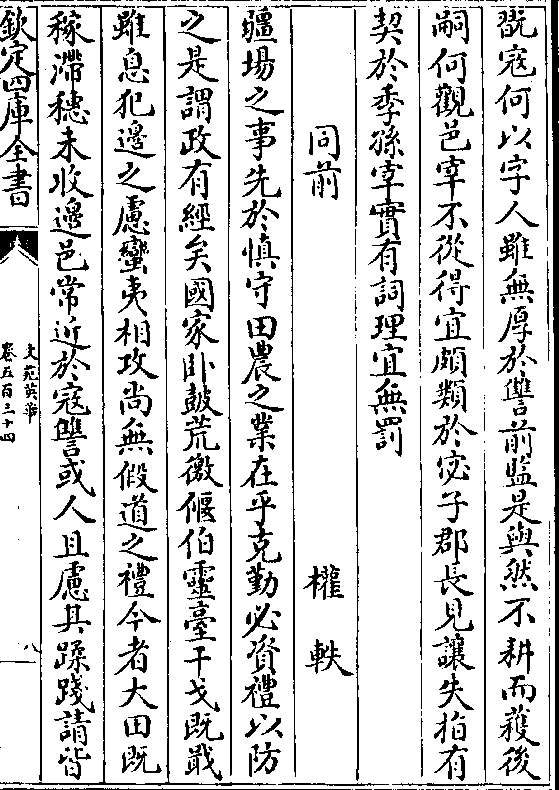 翫寇何以字人雖無厚於讐前監是與然不耕而穫後
嗣何觀邑宰不從得宜頗類於宓子郡長見讓失指有
契於季孫宰實有詞理宜無罰
同前　權軼
疆場之事先於慎守田農之業在乎克勤必資禮以防
之是謂政有經矣國家卧鼓荒徼偃伯靈臺干戈既戢
雖息犯邊之慮蠻夷相攻尚無假道之禮今者大田既
稼滯穗未收邊邑常近於寇讐或人且慮其蹂踐請皆
欽定四庫全書
文苑英華
卷五百三十四
八